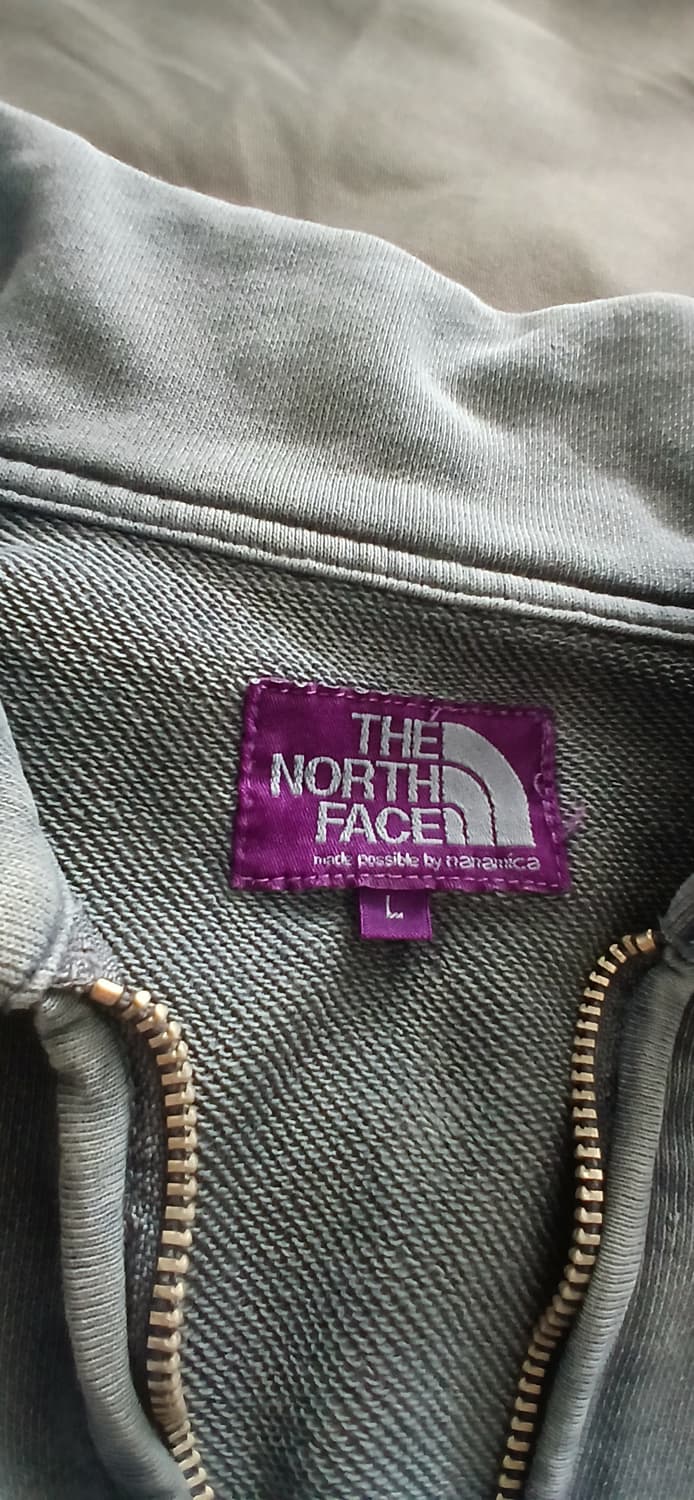 THE
NORTH
FACE
made possible by nanamica
L